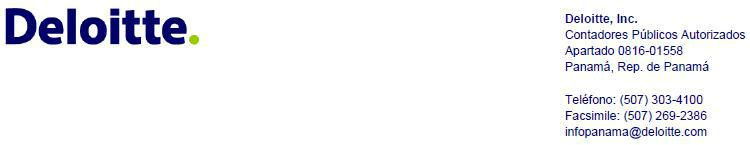 Deloitte.
Deloitte, Inc.
Contadores Públicos Autorizados
Apartado 0816-01558
Panamá, Rep. de Panamá
Teléfono: (507) 303-4100
Facsimile: (507) 269-2386
infopanama@deloitte.com